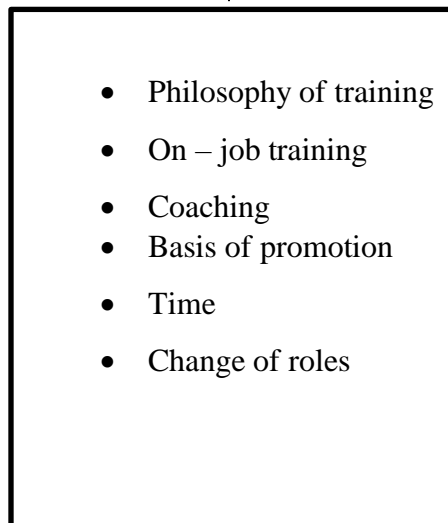 • Philosophy of training
• On – job training
• Coaching
• Basis of promotion
• Time
• Change of roles